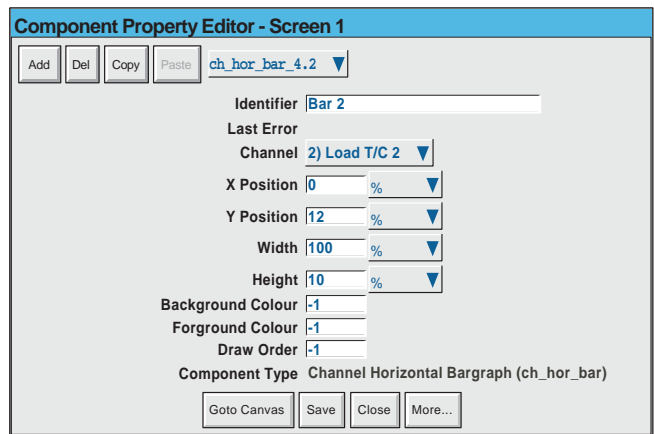 Component Property Editor - Screen 1
Add Del Copy Paste ch_hor_bar_4.2
Identifier Bar 2
Last Error
Channel 2) Load T/C 2
X Position 0 %
Y Position 12 %
Width 100 %
Height 10 %
Background Colour -1
Forground Colour -1
Draw Order -1
Component Type Channel Horizontal Bargraph (ch_hor_bar)
Goto Canvas Save Close More...